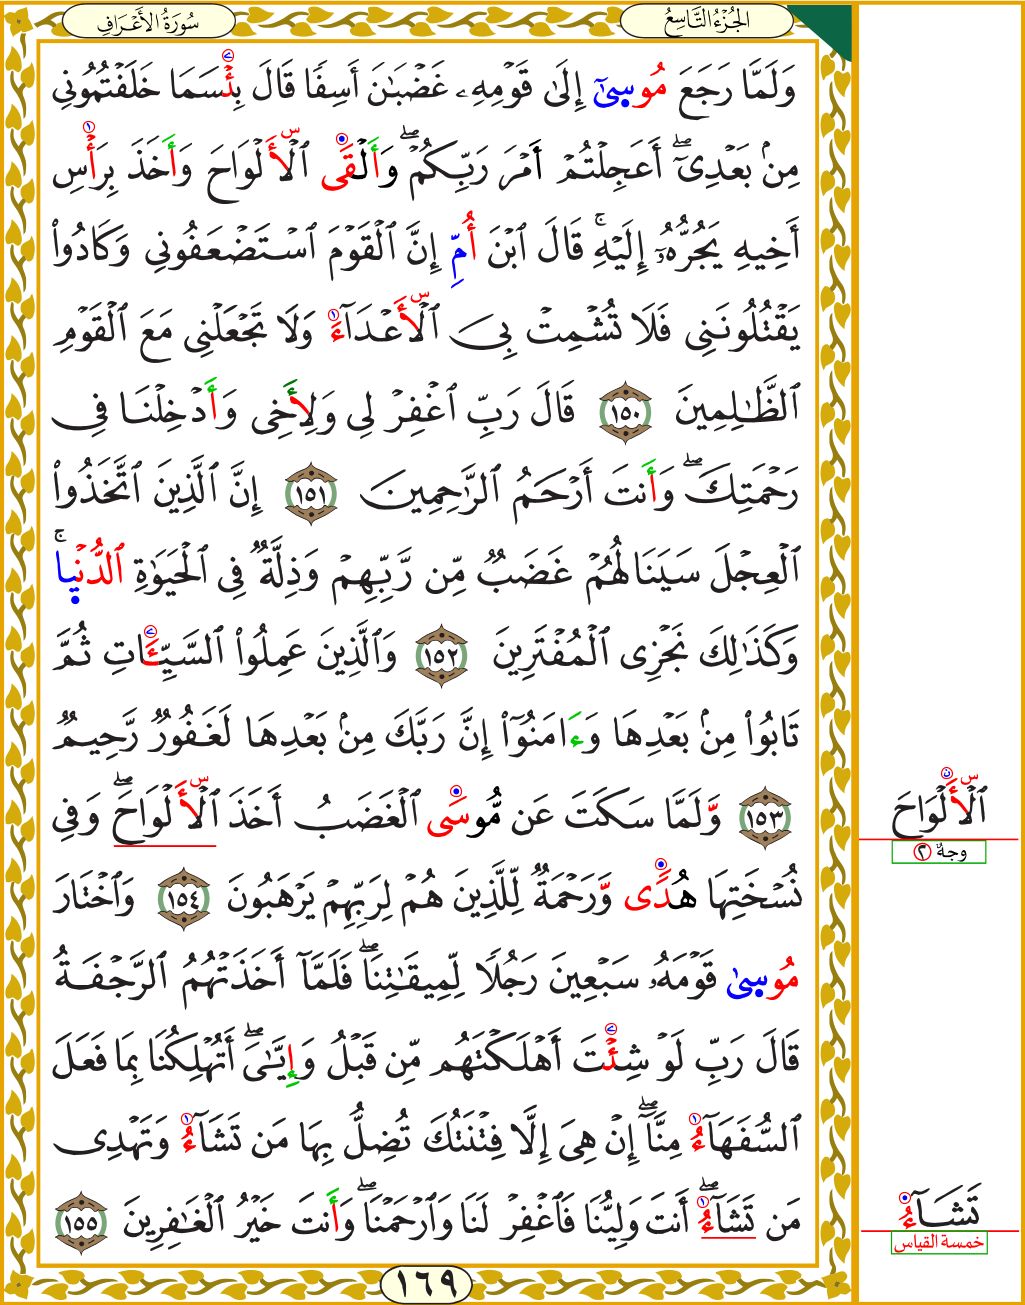 الجُزْءُ التَّاسِعُ
سُورَةُ الأَعْرَافِ
وَلَمَّا رَجَعَ مُوسَىٰٓ إِلَىٰ قَوْمِهِۦ غَضْبَٰنَ أَسِفٗا قَالَ بِئْسَمَا خَلَفْتُمُونِي
مِنۢ بَعْدِيٓۖ أَعَجِلْتُمْ أَمْرَ رَبِّكُمْۖ وَأَلْقَى ٱلْأَلْوَاحَ وَأَخَذَ بِرَأْسِ
أَخِيهِ يَجُرُّهُۥٓ إِلَيْهِۚ قَالَ ٱبْنَ أُمِّ إِنَّ ٱلْقَوْمَ ٱسْتَضْعَفُونِي وَكَادُواْ
يَقْتُلُونَنِي فَلَا تُشْمِتْ بِيَ ٱلْأَعْدَآءَ وَلَا تَجْعَلْنِي مَعَ ٱلْقَوْمِ
ٱلظَّٰلِمِينَ ١٥٠ قَالَ رَبِّ ٱغْفِرْ لِي وَلِأَخِي وَأَدْخِلْنَا فِي
رَحْمَتِكَۖ وَأَنتَ أَرْحَمُ ٱلرَّٰحِمِينَ ١٥١ إِنَّ ٱلَّذِينَ ٱتَّخَذُواْ
ٱلْعِجْلَ سَيَنَالُهُمْ غَضَبٞ مِّن رَّبِّهِمْ وَذِلَّةٞ فِي ٱلْحَيَوٰةِ ٱلدُّنْيَاۚ
وَكَذَٰلِكَ نَجْزِي ٱلْمُفْتَرِينَ ١٥٢ وَٱلَّذِينَ عَمِلُواْ ٱلسَّيِّـَٔاتِ ثُمَّ
تَابُواْ مِنۢ بَعْدِهَا وَءَامَنُوٓاْ إِنَّ رَبَّكَ مِنۢ بَعْدِهَا لَغَفُورٞ رَّحِيمٞ
١٥٣ وَلَمَّا سَكَتَ عَن مُّوسَى ٱلْغَضَبُ أَخَذَ ٱلْأَلْوَاحَۖ وَفِي
نُسْخَتِهَا هُدٗى وَرَحْمَةٞ لِّلَّذِينَ هُمْ لِرَبِّهِمْ يَرْهَبُونَ ١٥٤ وَٱخْتَارَ
مُوسَىٰ قَوْمَهُۥ سَبْعِينَ رَجُلٗا لِّمِيقَٰتِنَاۖ فَلَمَّآ أَخَذَتْهُمُ ٱلرَّجْفَةُ
قَالَ رَبِّ لَوْ شِئْتَ أَهْلَكْتَهُم مِّن قَبْلُ وَإِيَّٰيَۖ أَتُهْلِكُنَا بِمَا فَعَلَ
ٱلسُّفَهَآءُ مِنَّآۖ إِنْ هِيَ إِلَّا فِتْنَتُكَ تُضِلُّ بِهَا مَن تَشَآءُ وَتَهْدِي
مَن تَشَآءُۖ أَنتَ وَلِيُّنَا فَٱغْفِرْ لَنَا وَٱرْحَمْنَاۖ وَأَنتَ خَيْرُ ٱلْغَٰفِرِينَ ١٥٥
١٦٩
ٱلْأَلْوَاحَ
وجهٌ ٢
تَشَآءُ
خمسة القياس